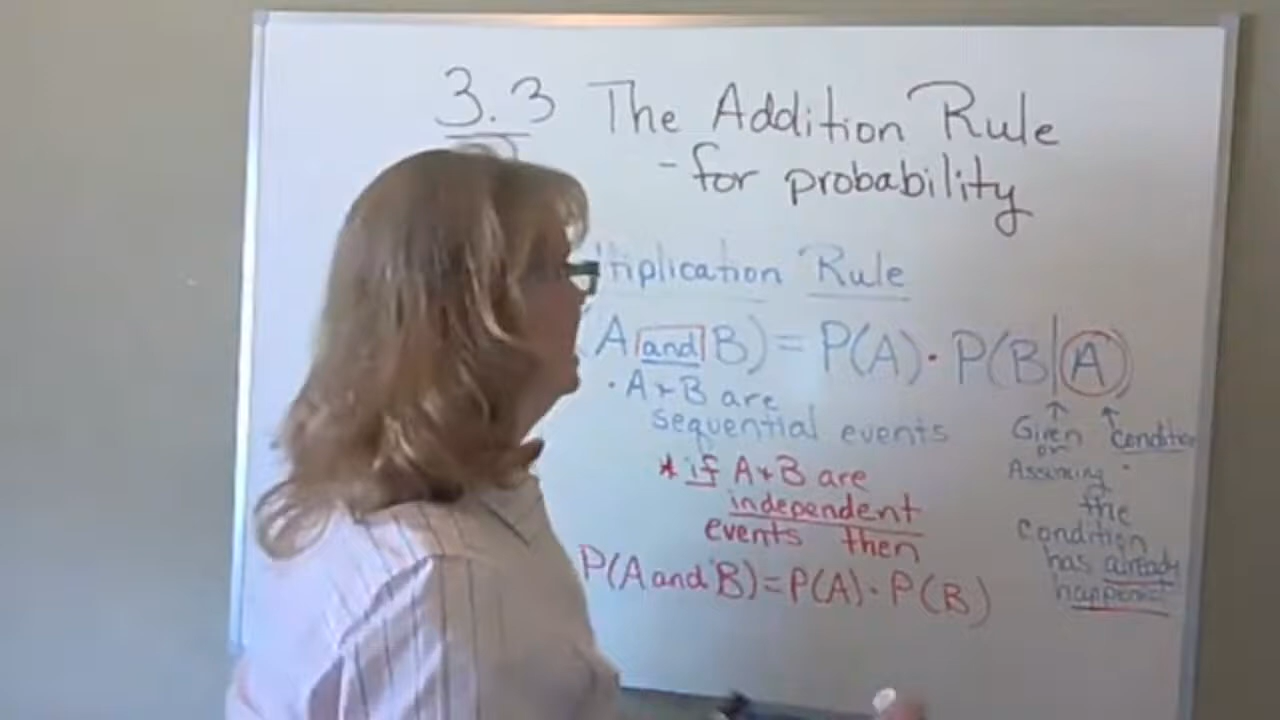 3.3 The Addition Rule
- for probability
ltiplication Rule
(A and B) = P(A) · P(B|A)
· A + B are
sequential events
Given
or
Assuming
condition
the
condition
has already
happened
* if A + B are
independent
events then
P(A and B) = P(A) · P(B)